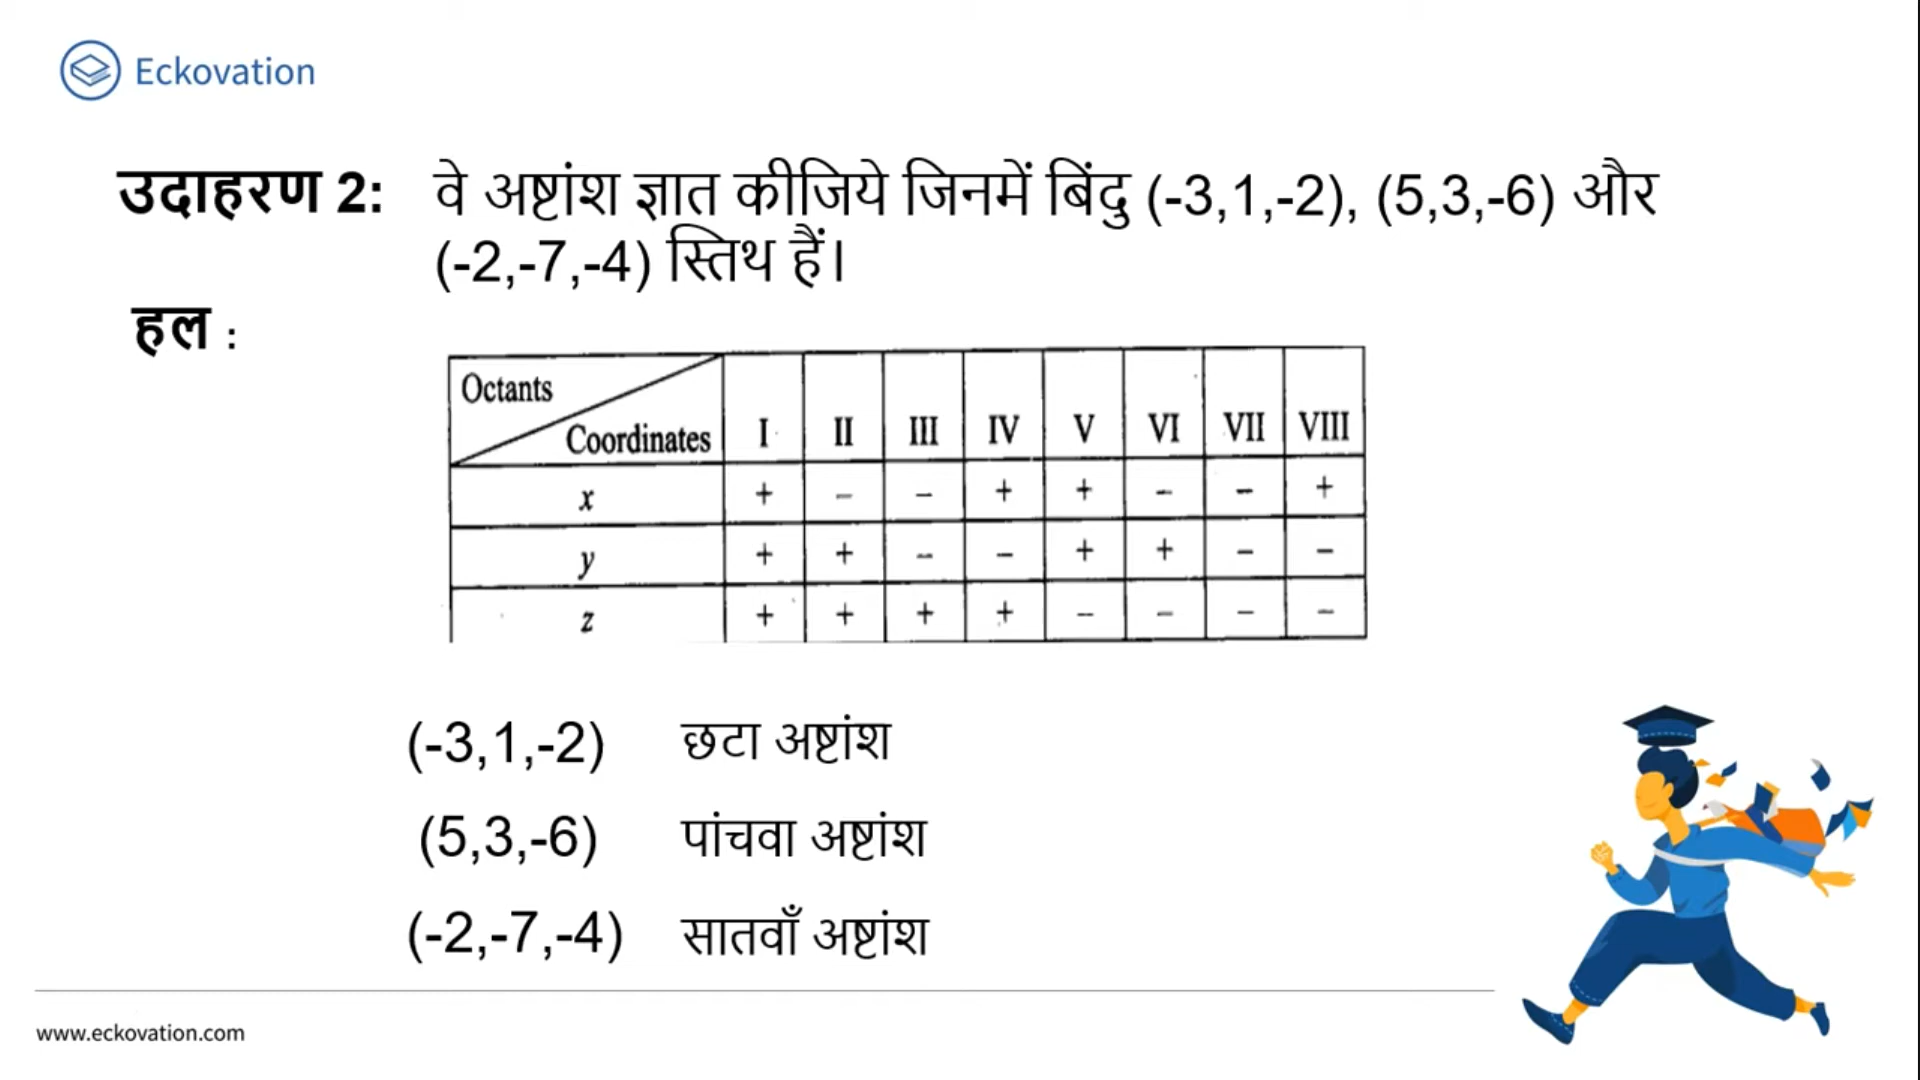 Eckovation
उदाहरण 2: वे अष्टांश ज्ञात कीजिये जिनमें बिंदु (-3,1,-2), (5,3,-6) और
(-2,-7,-4) स्तिथ हैं।
हल :
Octants
Coordinates I II III IV V VI VII VIII
x + – – + + – – +
y + + – – + + – –
z + + + + – – – –
(-3,1,-2) छटा अष्टांश
(5,3,-6) पांचवा अष्टांश
(-2,-7,-4) सातवाँ अष्टांश
www.eckovation.com